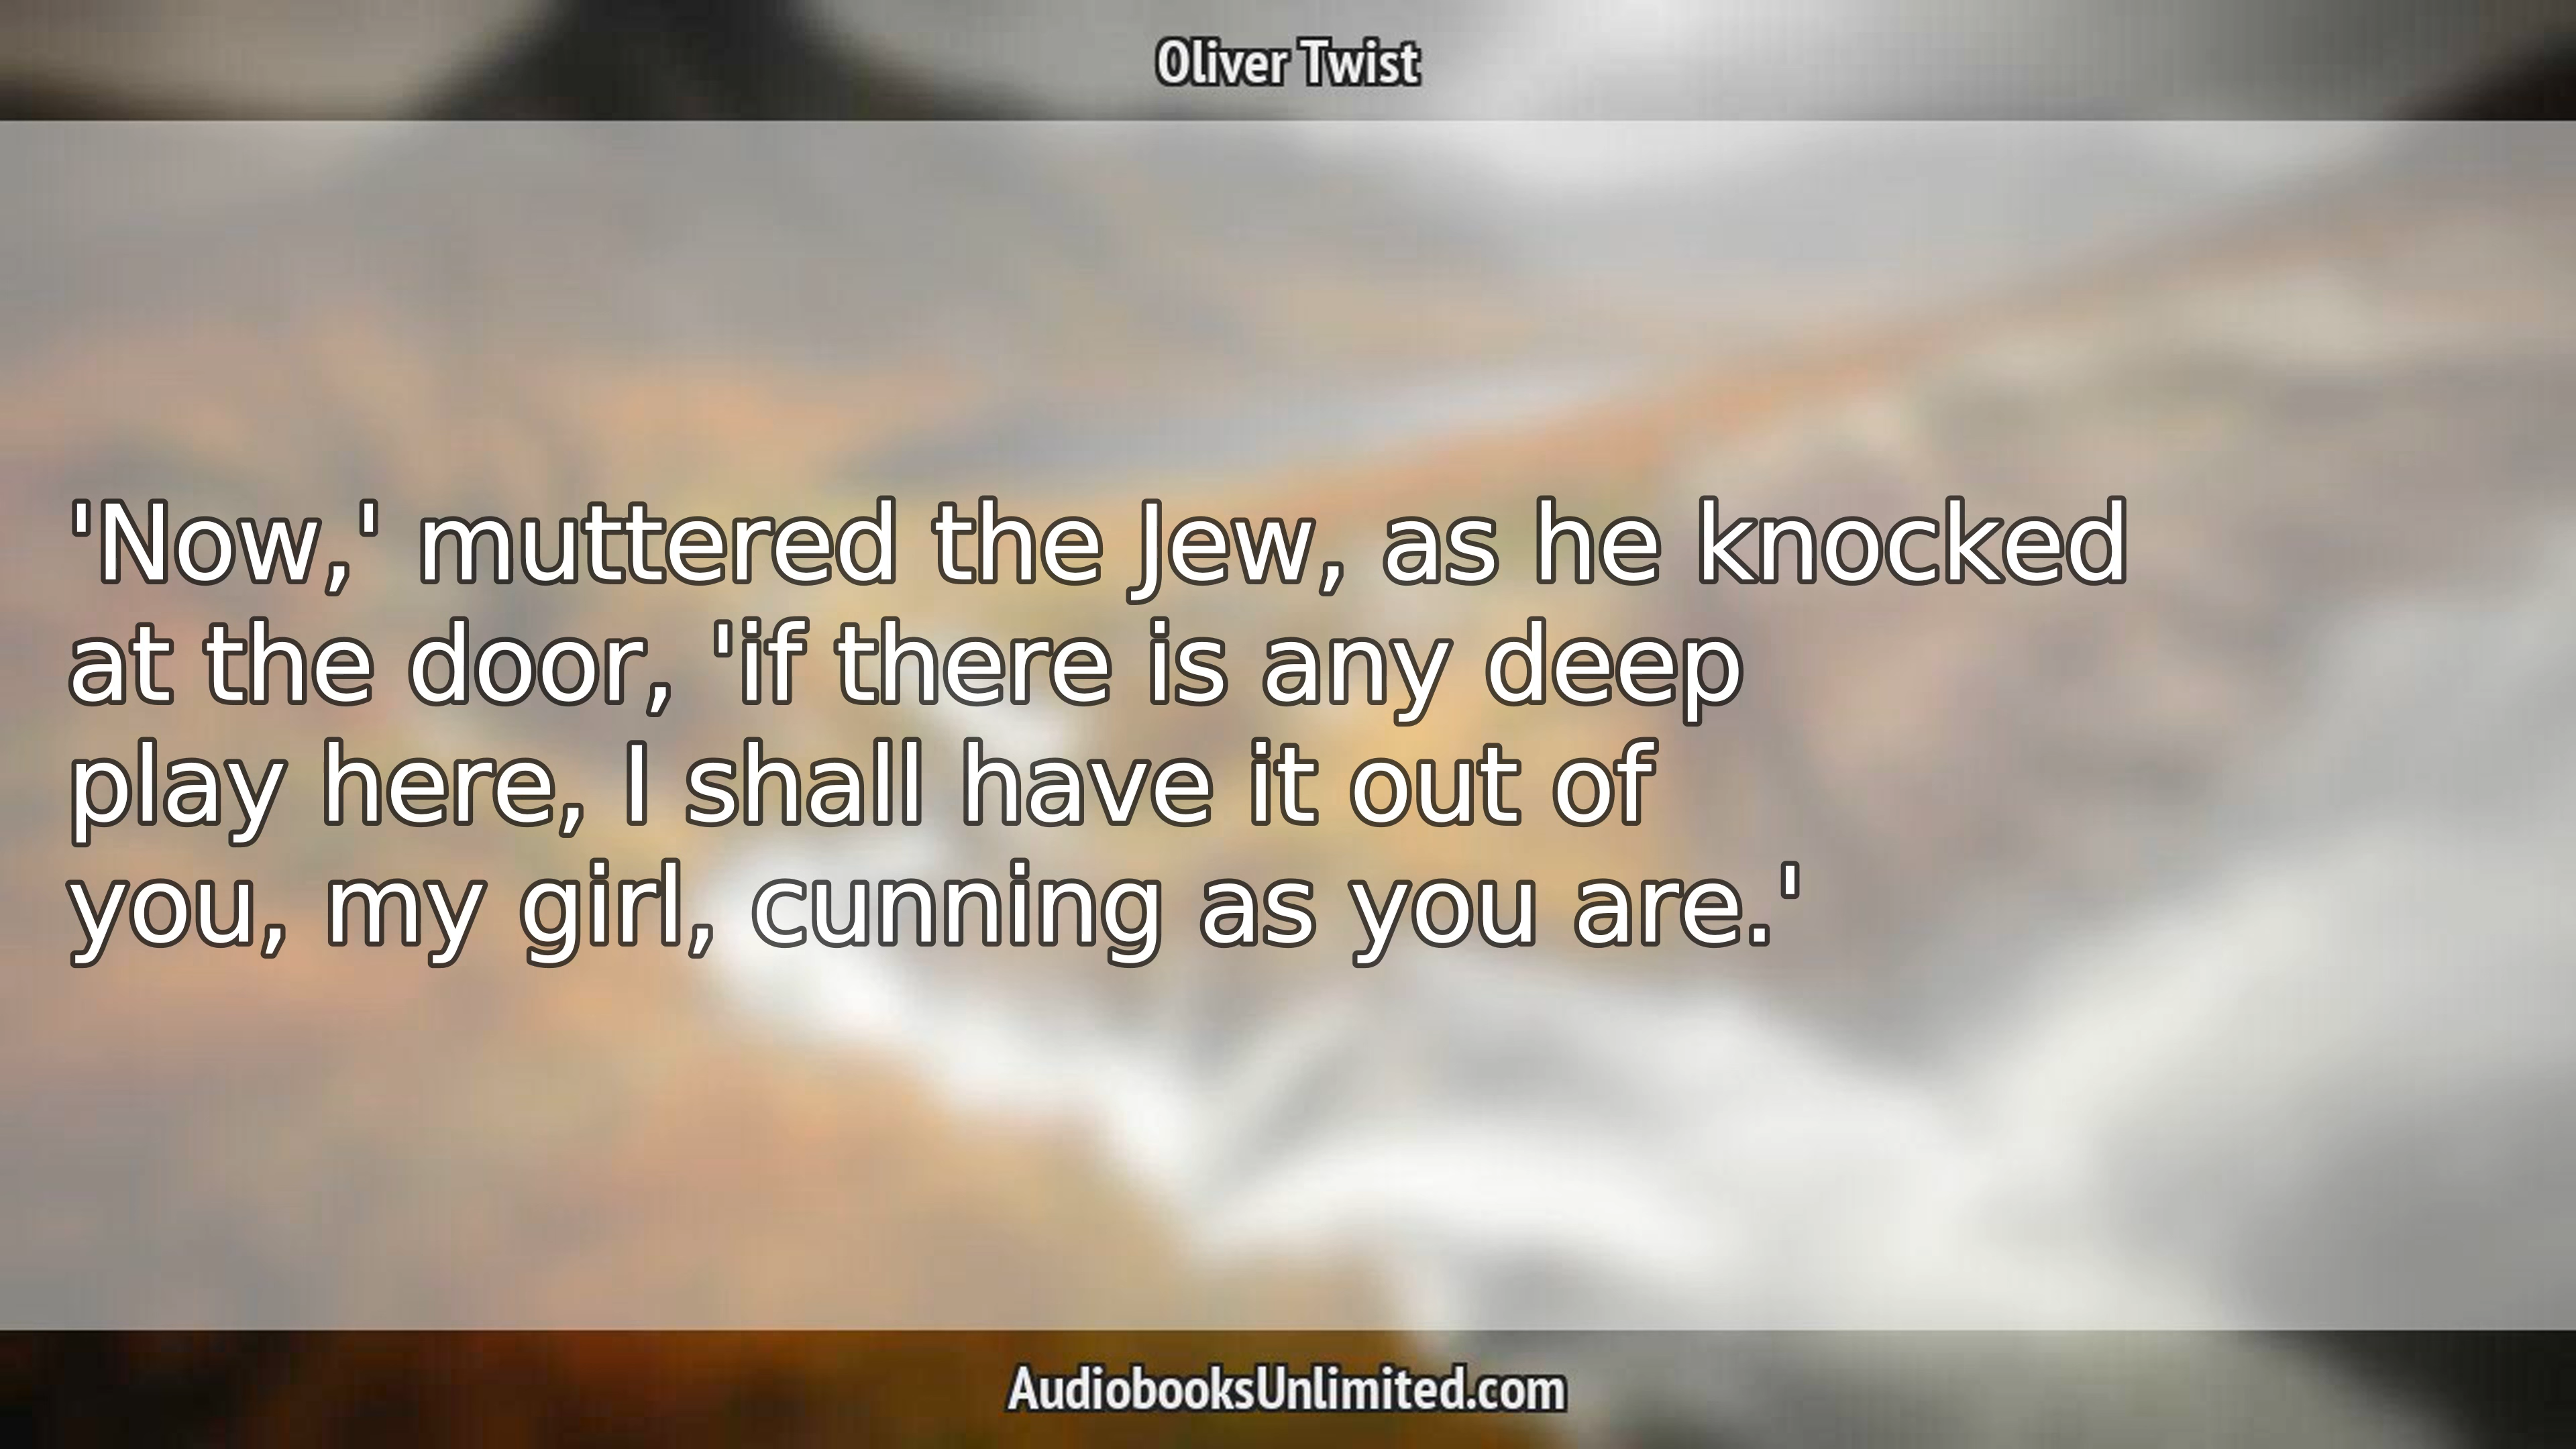 Oliver Twist
'Now,' muttered the Jew, as he knocked
at the door, 'if there is any deep
play here, I shall have it out of
you, my girl, cunning as you are.'
AudiobooksUnlimited.com